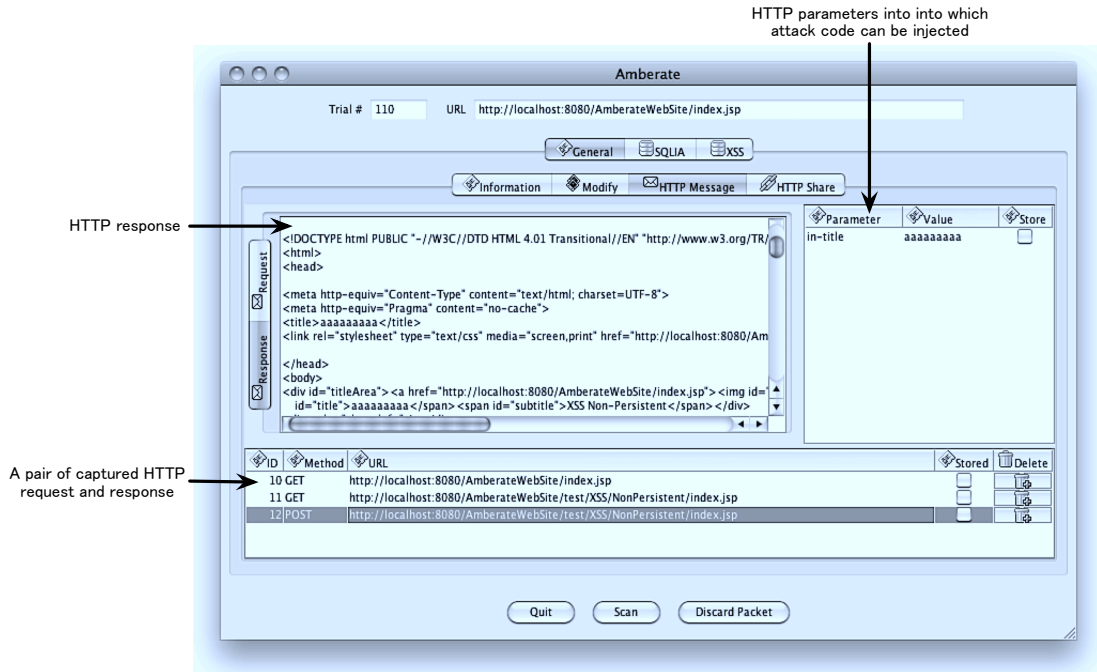 HTTP parameters into into which
attack code can be injected
Amberate
Trial # 110 URL http://localhost:8080/AmberateWebSite/index.jsp
General SQLIA XSS
Information Modify HTTP Message HTTP Share
HTTP response
Request
Response
<!DOCTYPE html PUBLIC "-//W3C//DTD HTML 4.01 Transitional//EN" "http://www.w3.org/TR/
<html>
<head>
<meta http-equiv="Content-Type" content="text/html; charset=UTF-8">
<meta http-equiv="Pragma" content="no-cache">
<title>aaaaaaaaa</title>
<link rel="stylesheet" type="text/css" media="screen,print" href="http://localhost:8080/Am
</head>
<body>
<div id="titleArea"><a href="http://localhost:8080/AmberateWebSite/index.jsp"><img id="
id="title">aaaaaaaaa</span><span id="subtitle">XSS Non-Persistent</span></div>
Parameter Value Store
in-title aaaaaaaaa
A pair of captured HTTP
request and response
ID Method URL Stored Delete
10 GET http://localhost:8080/AmberateWebSite/index.jsp
11 GET http://localhost:8080/AmberateWebSite/test/XSS/NonPersistent/index.jsp
12 POST http://localhost:8080/AmberateWebSite/test/XSS/NonPersistent/index.jsp
Quit Scan Discard Packet